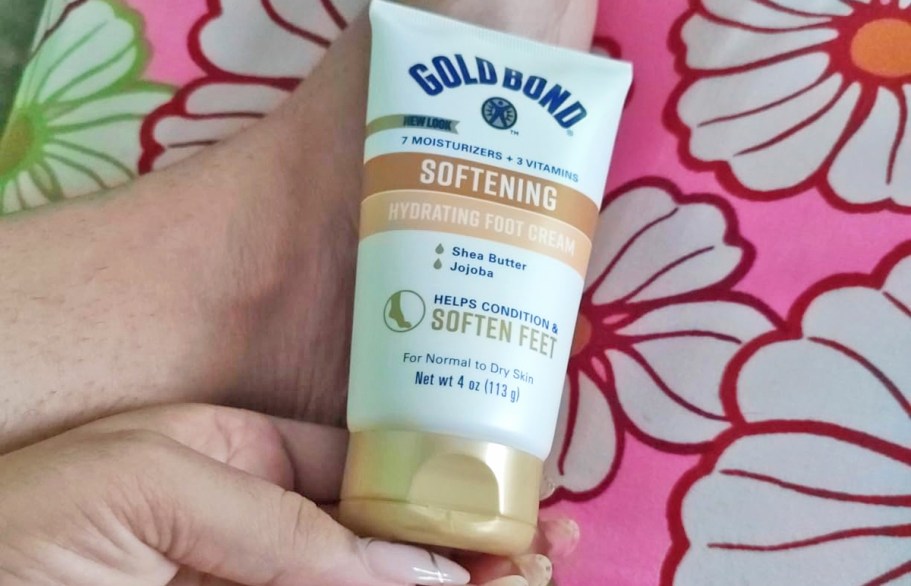 GOLD BOND®
™
NEW LOOK
7 MOISTURIZERS + 3 VITAMINS
SOFTENING
HYDRATING FOOT CREAM
Shea Butter
Jojoba
HELPS CONDITION &
SOFTEN FEET
For Normal to Dry Skin
Net wt 4 oz (113 g)